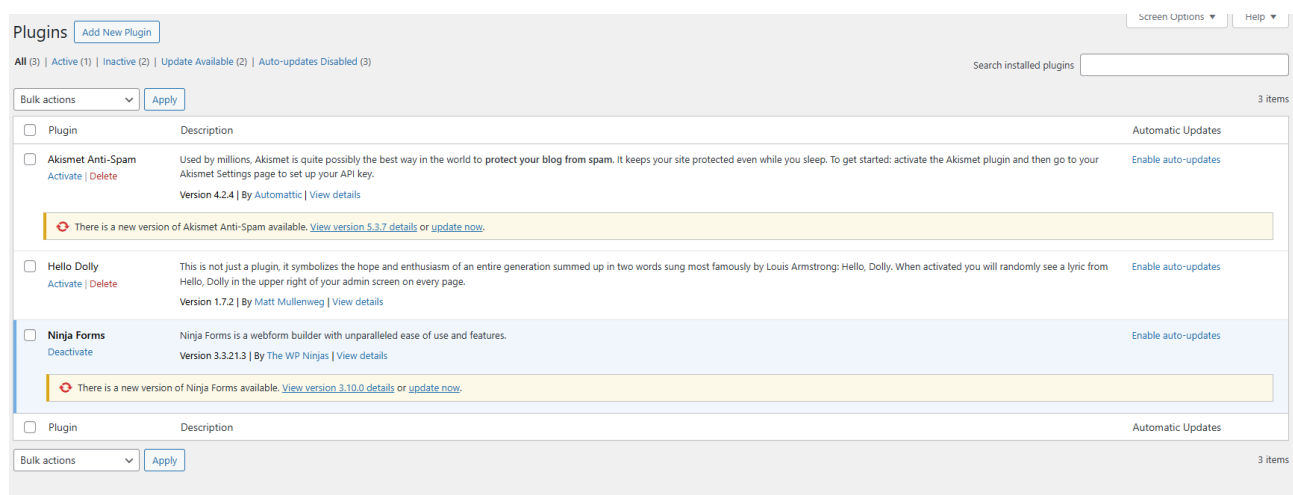 Screen Options ▼ Help ▼
Plugins Add New Plugin
All (3) | Active (1) | Inactive (2) | Update Available (2) | Auto-updates Disabled (3)
Search installed plugins
Bulk actions Apply
3 items
Plugin Description Automatic Updates
Akismet Anti-Spam
Activate | Delete
Used by millions, Akismet is quite possibly the best way in the world to protect your blog from spam. It keeps your site protected even while you sleep. To get started: activate the Akismet plugin and then go to your
Akismet Settings page to set up your API key.
Version 4.2.4 | By Automattic | View details
Enable auto-updates
There is a new version of Akismet Anti-Spam available. View version 5.3.7 details or update now.
Hello Dolly
Activate | Delete
This is not just a plugin, it symbolizes the hope and enthusiasm of an entire generation summed up in two words sung most famously by Louis Armstrong: Hello, Dolly. When activated you will randomly see a lyric from
Hello, Dolly in the upper right of your admin screen on every page.
Version 1.7.2 | By Matt Mullenweg | View details
Enable auto-updates
Ninja Forms
Deactivate
Ninja Forms is a webform builder with unparalleled ease of use and features.
Version 3.3.21.3 | By The WP Ninjas | View details
Enable auto-updates
There is a new version of Ninja Forms available. View version 3.10.0 details or update now.
Plugin Description Automatic Updates
Bulk actions Apply
3 items